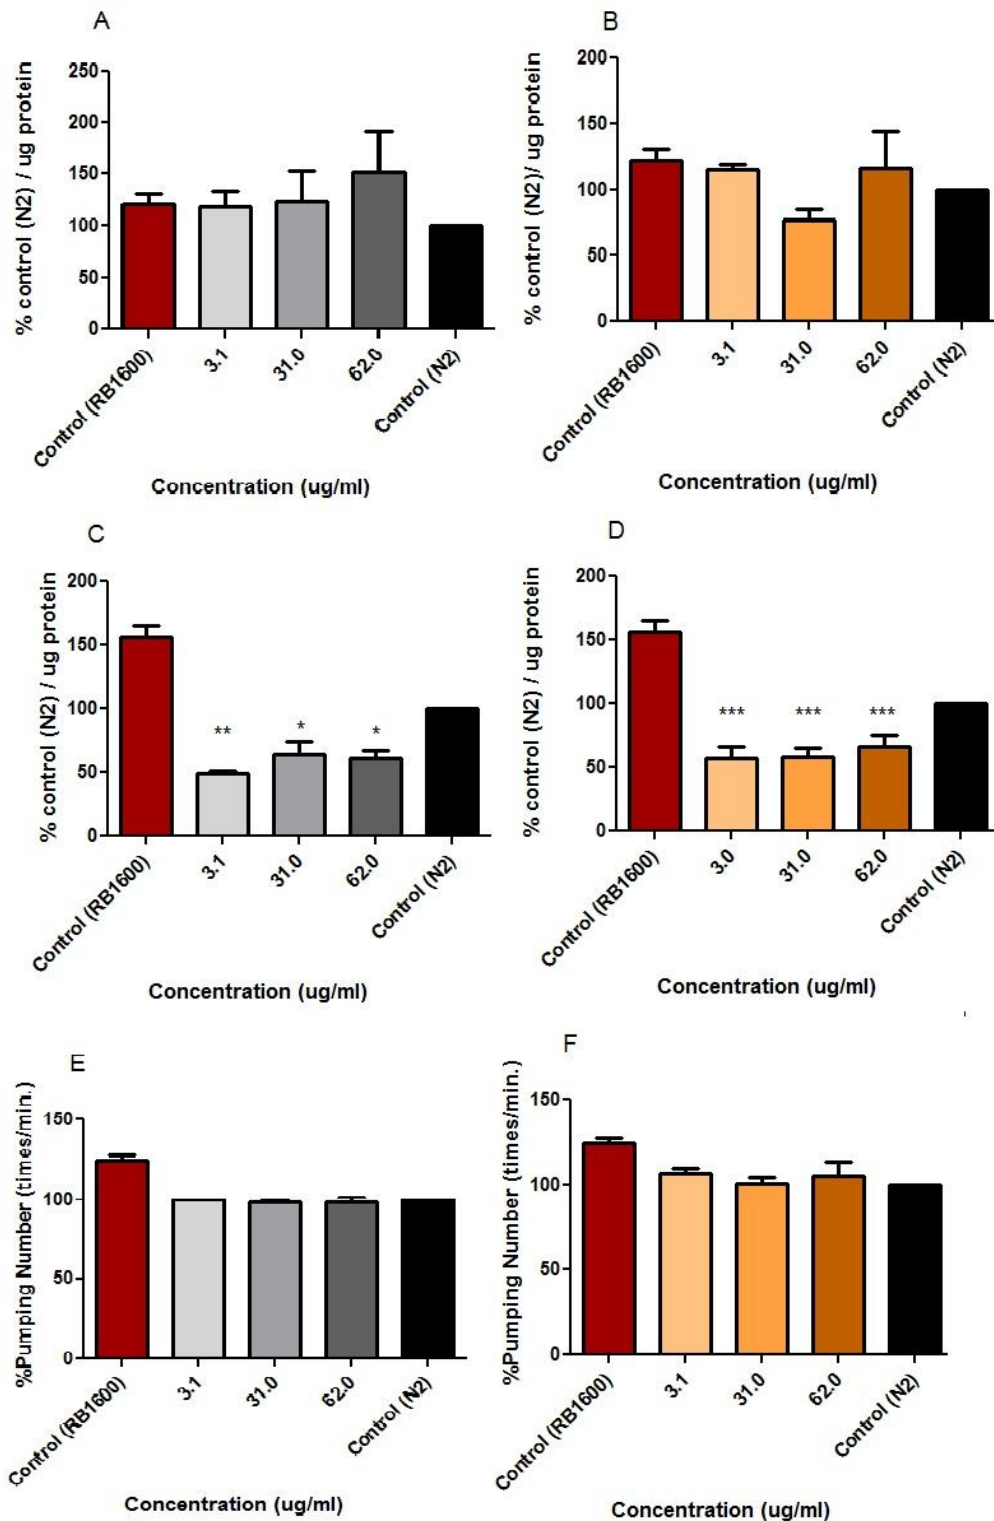 A
% control (N2) / ug protein
250
200
150
100
50
0
Control (RB1600)
3.1
31.0
62.0
Control (N2)
Concentration (ug/ml)
B
% control (N2)/ ug protein
200
150
100
50
0
Control (RB1600)
3.1
31.0
62.0
Control (N2)
Concentration (ug/ml)
C
% control (N2) / ug protein
200
150
100
50
0
**
*
*
Control (RB1600)
3.1
31.0
62.0
Control (N2)
Concentration (ug/ml)
D
% control (N2) / ug protein
200
150
100
50
0
***
***
***
Control (RB1600)
3.0
31.0
62.0
Control (N2)
Concentration (ug/ml)
E
%Pumping Number (times/min.)
150
100
50
0
Control (RB1600)
3.1
31.0
62.0
Control (N2)
Concentration (ug/ml)
F
%Pumping Number (times/min.)
150
100
50
0
Control (RB1600)
3.1
31.0
62.0
Control (N2)
Concentration (ug/ml)